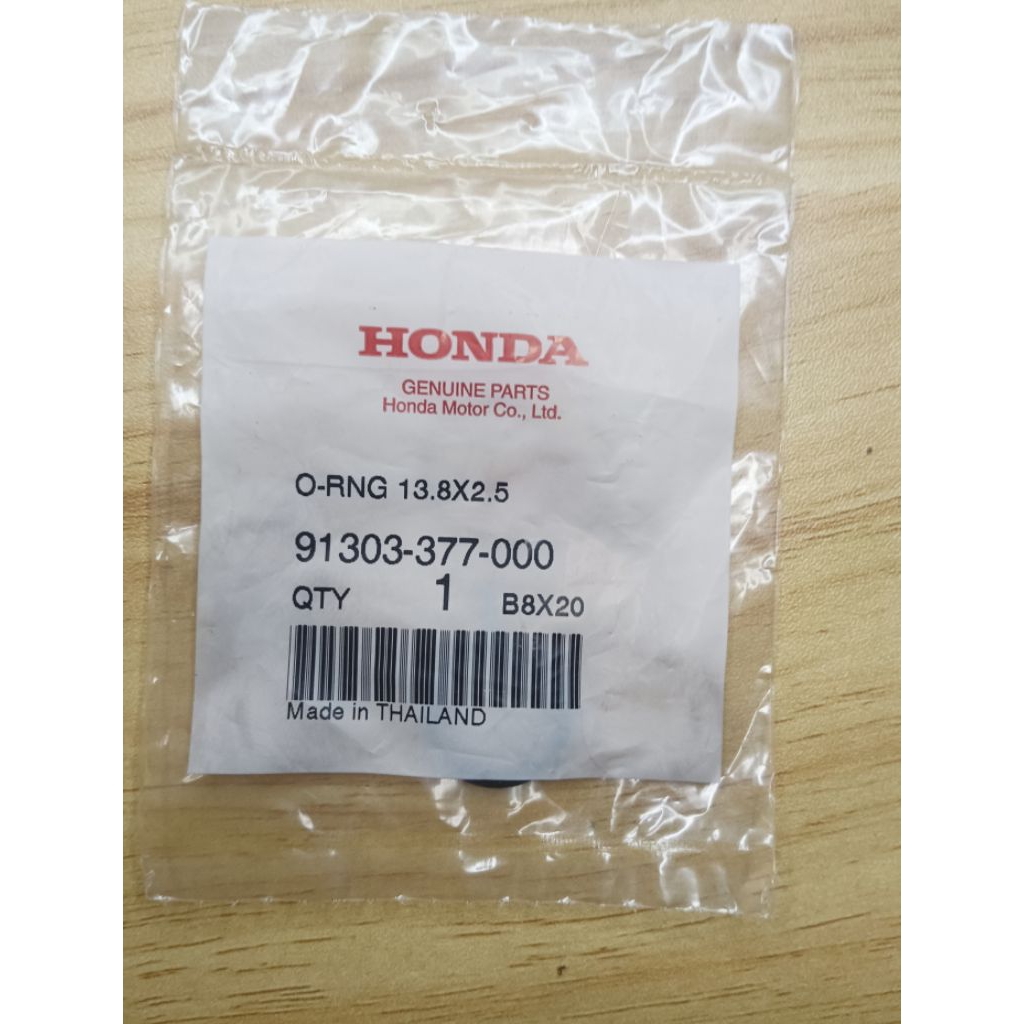 HONDA
GENUINE PARTS
Honda Motor Co., Ltd.
O-RNG 13.8X2.5
91303-377-000
QTY 1 B8X20
Made in THAILAND